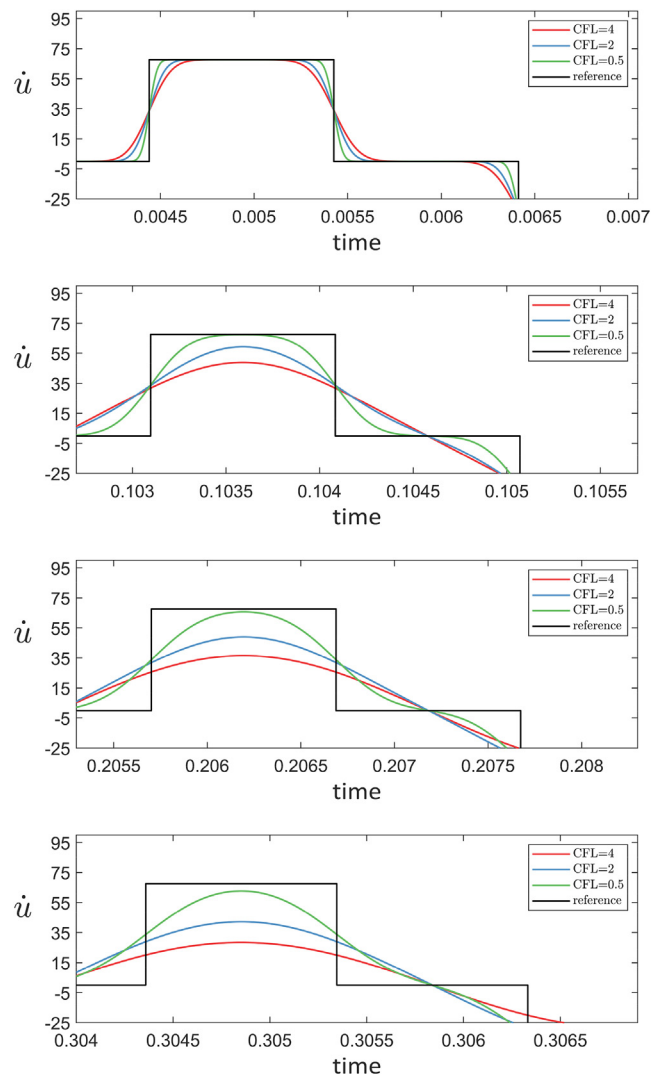 95
75
55
35
15
-5
-25
u̇
CFL=4
CFL=2
CFL=0.5
reference
0.0045 0.005 0.0055 0.006 0.0065 0.007
time
95
75
55
35
15
-5
-25
u̇
CFL=4
CFL=2
CFL=0.5
reference
0.103 0.1035 0.104 0.1045 0.105 0.1055
time
95
75
55
35
15
-5
-25
u̇
CFL=4
CFL=2
CFL=0.5
reference
0.2055 0.206 0.2065 0.207 0.2075 0.208
time
95
75
55
35
15
-5
-25
u̇
CFL=4
CFL=2
CFL=0.5
reference
0.304 0.3045 0.305 0.3055 0.306 0.3065
time